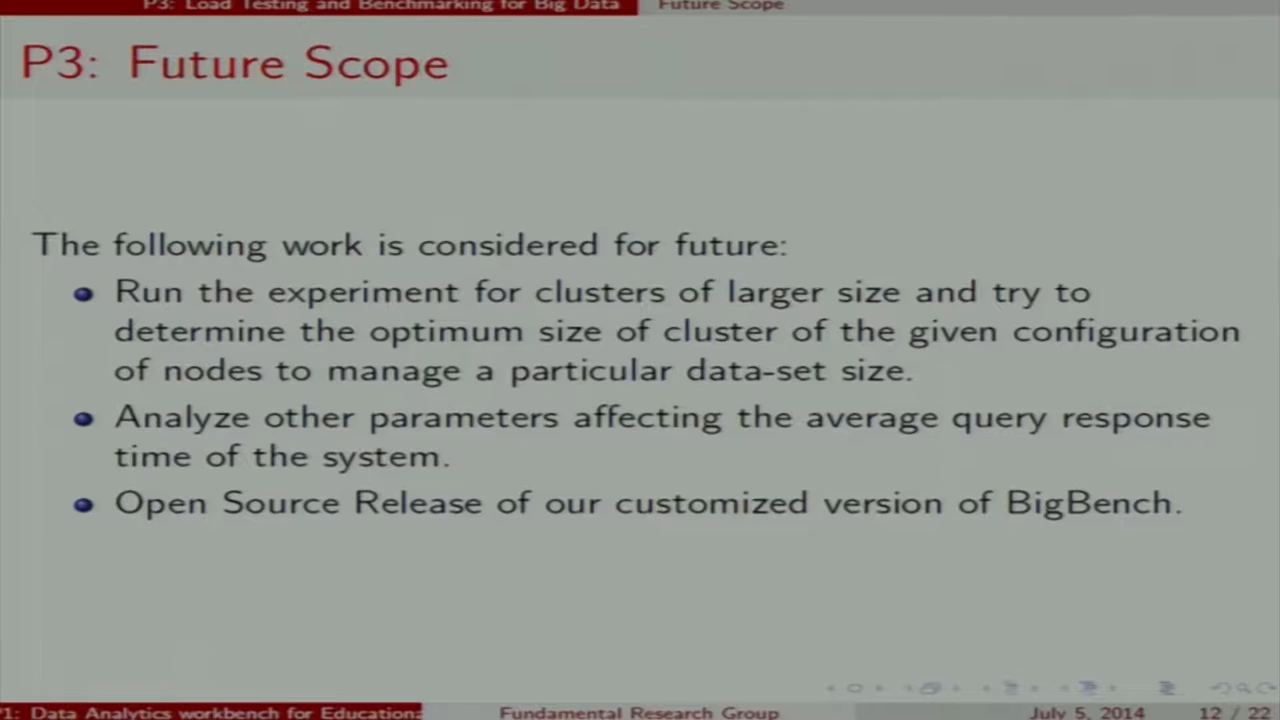 P3: Load Testing and Benchmarking for Big Data Future Scope
P3: Future Scope
The following work is considered for future:
Run the experiment for clusters of larger size and try to
determine the optimum size of cluster of the given configuration
of nodes to manage a particular data-set size.
Analyze other parameters affecting the average query response
time of the system.
Open Source Release of our customized version of BigBench.
P1: Data Analytics workbench for Educational Fundamental Research Group July 5, 2014 12 / 22